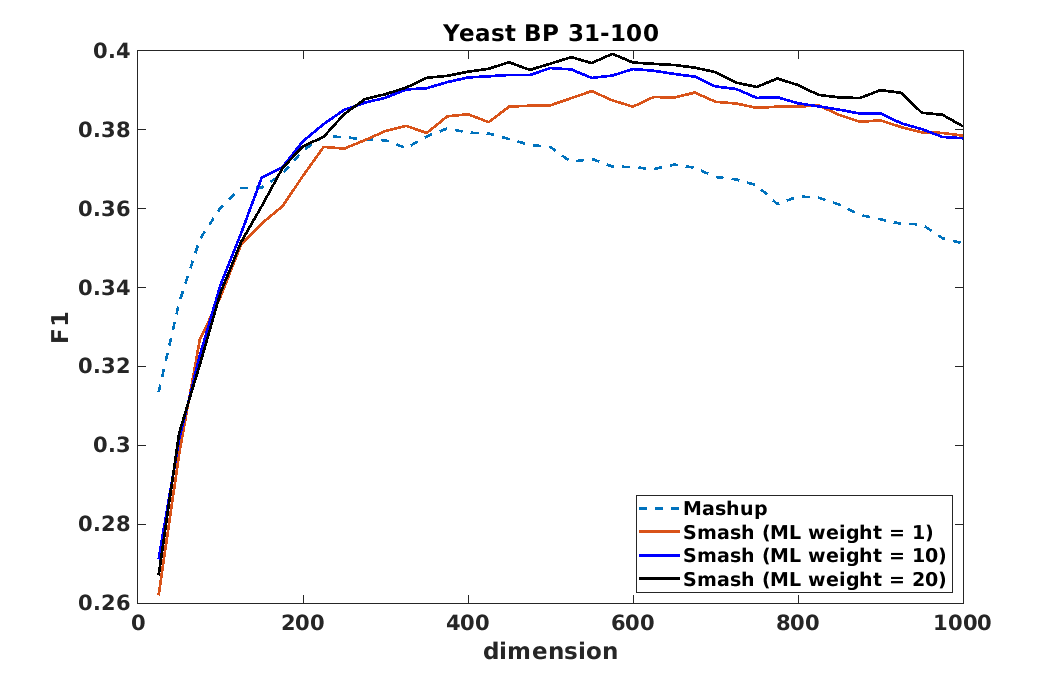 Yeast BP 31-100
0.4
0.38
0.36
0.34
0.32
0.3
0.28
0.26
F1
0
200
400
600
800
1000
dimension
Mashup
Smash (ML weight = 1)
Smash (ML weight = 10)
Smash (ML weight = 20)